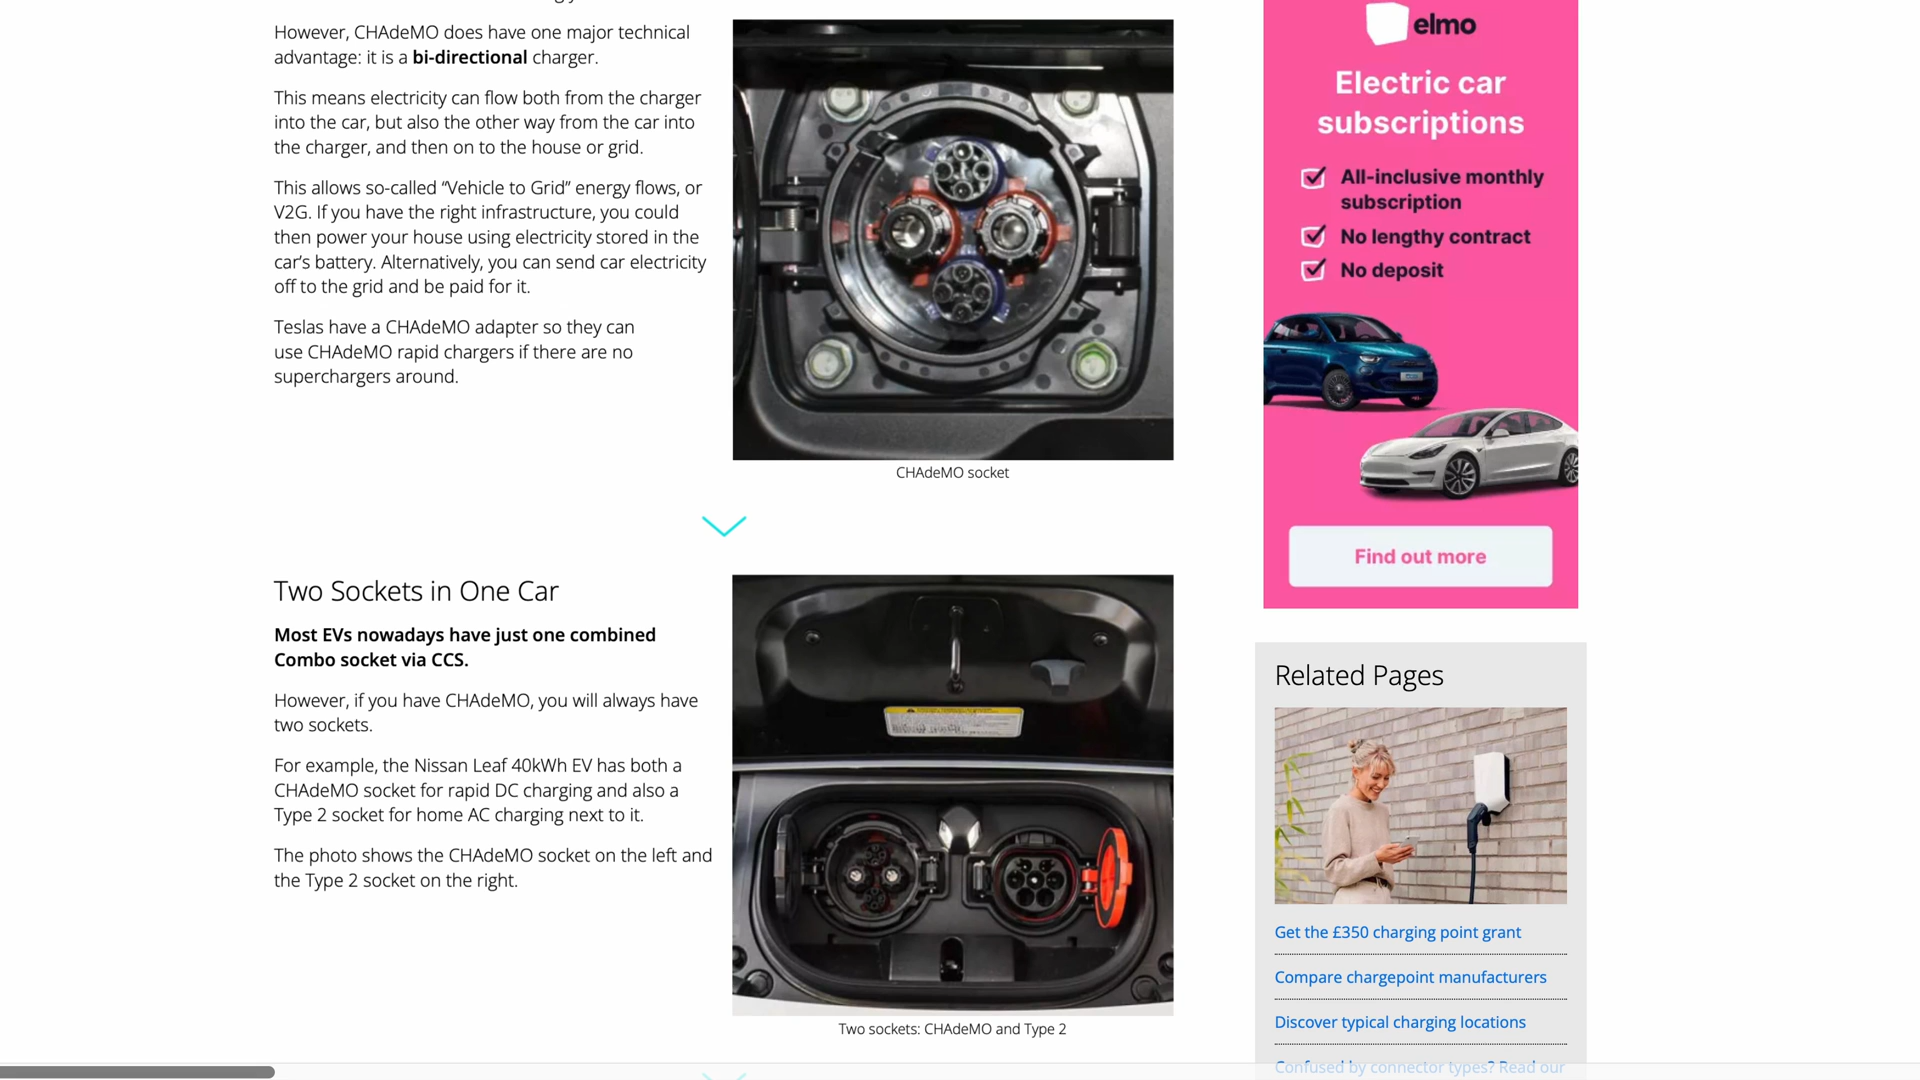 However, CHAdeMO does have one major technical
advantage: it is a bi-directional charger.
This means electricity can flow both from the charger
into the car, but also the other way from the car into
the charger, and then on to the house or grid.
This allows so-called “Vehicle to Grid” energy flows, or
V2G. If you have the right infrastructure, you could
then power your house using electricity stored in the
car’s battery. Alternatively, you can send car electricity
off to the grid and be paid for it.
Teslas have a CHAdeMO adapter so they can
use CHAdeMO rapid chargers if there are no
superchargers around.
CHAdeMO socket
Two Sockets in One Car
Most EVs nowadays have just one combined
Combo socket via CCS.
However, if you have CHAdeMO, you will always have
two sockets.
For example, the Nissan Leaf 40kWh EV has both a
CHAdeMO socket for rapid DC charging and also a
Type 2 socket for home AC charging next to it.
The photo shows the CHAdeMO socket on the left and
the Type 2 socket on the right.
Two sockets: CHAdeMO and Type 2
elmo
Electric car
subscriptions
All-inclusive monthly
subscription
No lengthy contract
No deposit
Find out more
Related Pages
Get the £350 charging point grant
Compare chargepoint manufacturers
Discover typical charging locations
Confused by connector types? Read our